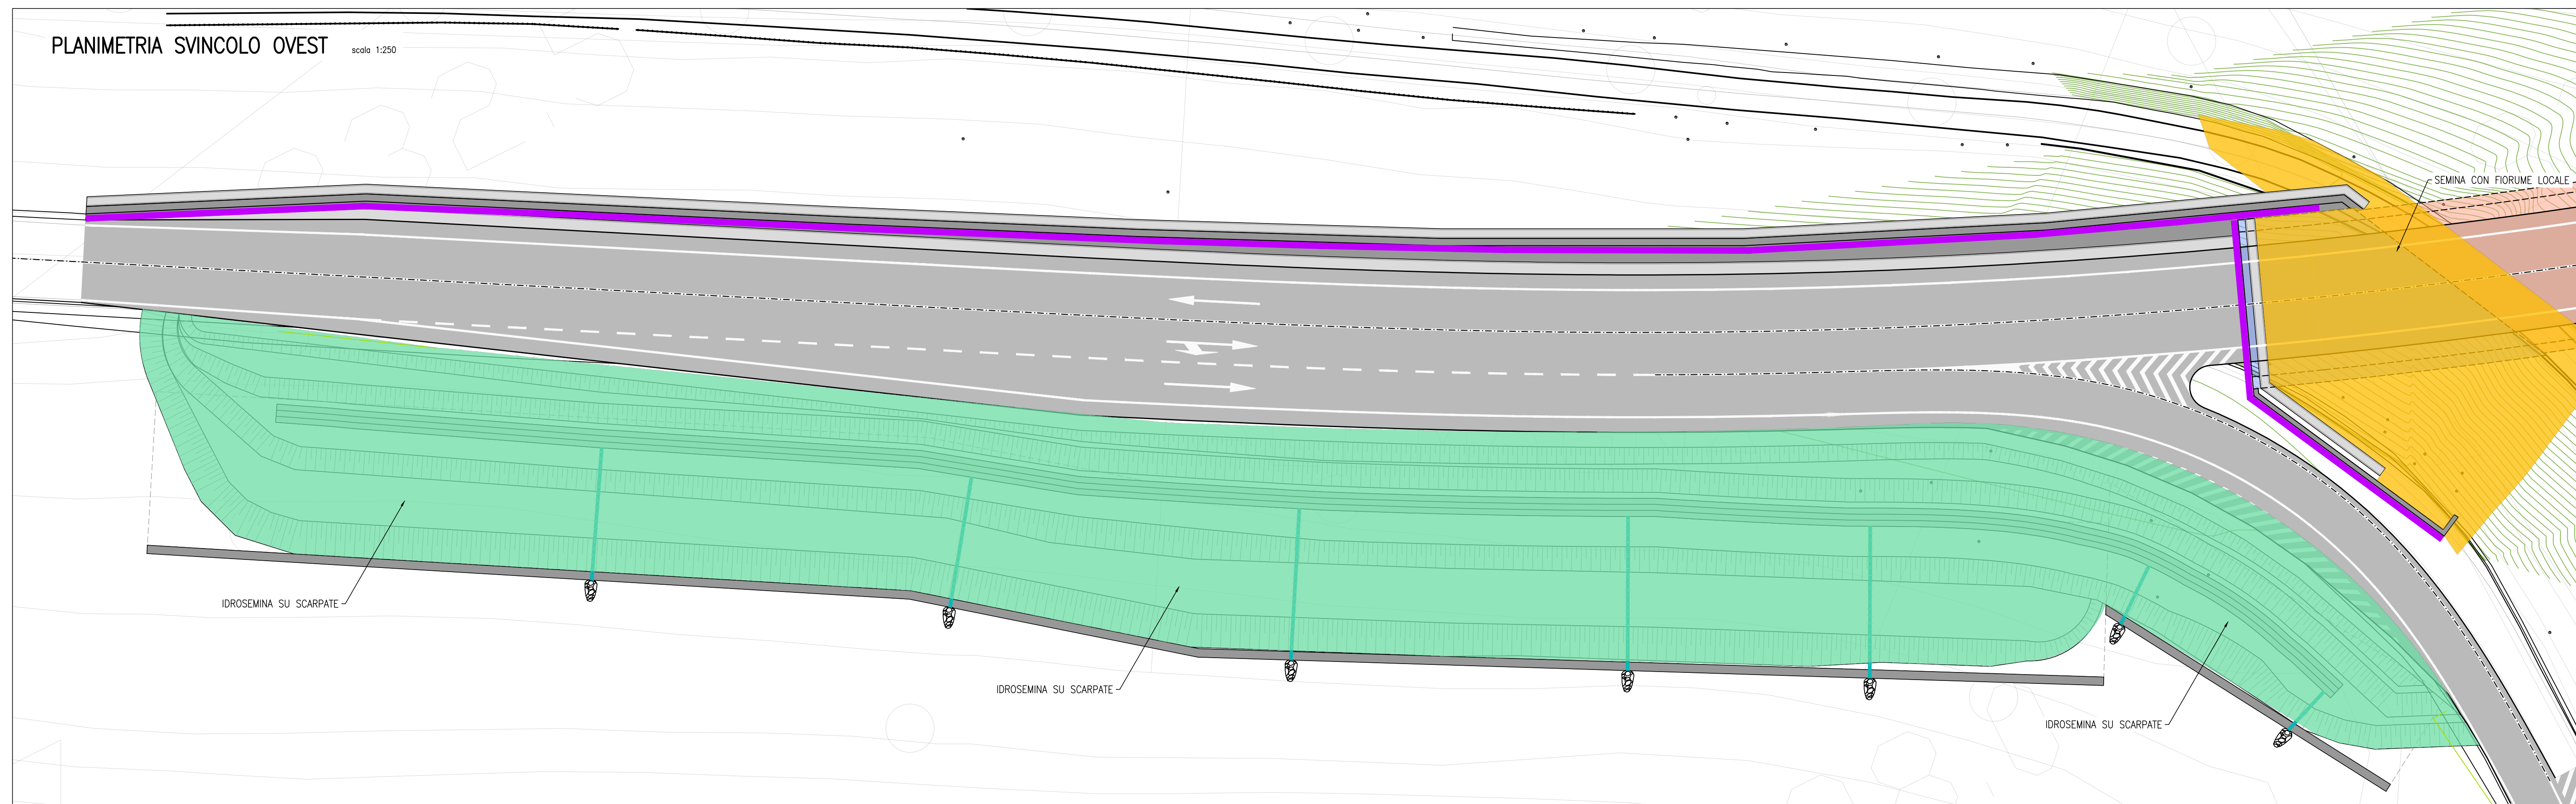 PLANIMETRIA SVINCOLO OVEST scala 1:250
SEMINA CON FIORUME LOCALE
IDROSEMINA SU SCARPATE
IDROSEMINA SU SCARPATE
IDROSEMINA SU SCARPATE